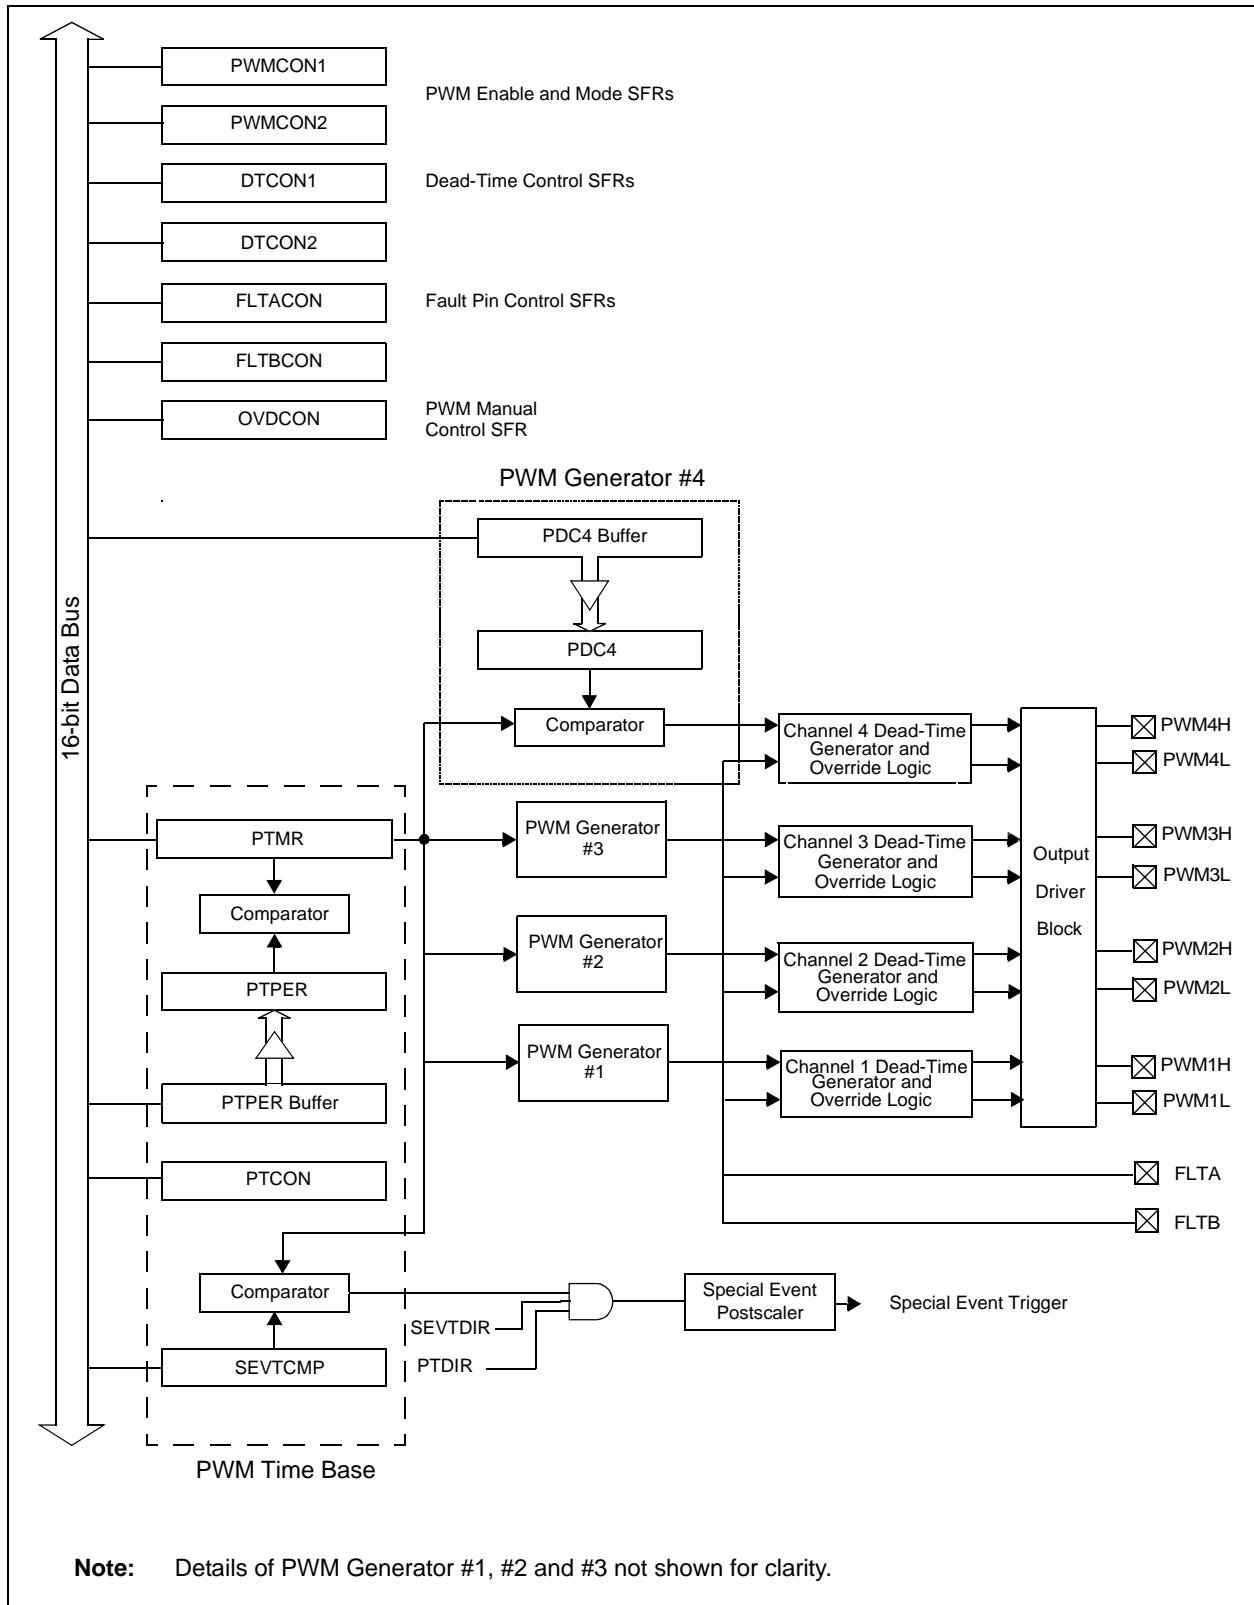 PWMCON1
PWM Enable and Mode SFRs
PWMCON2
DTCON1
Dead-Time Control SFRs
DTCON2
FLTACON
Fault Pin Control SFRs
FLTBCON
OVDCON
PWM Manual
Control SFR
PWM Generator #4
PDC4 Buffer
PDC4
Comparator
16-bit Data Bus
Channel 4 Dead-Time
Generator and
Override Logic
PWM4H
PWM4L
PTMR
Comparator
PTPER
PTPER Buffer
PTCON
Comparator
SEVTCMP
PWM Time Base
PWM Generator
#3
Channel 3 Dead-Time
Generator and
Override Logic
PWM3H
PWM3L
Output
Driver
Block
PWM Generator
#2
Channel 2 Dead-Time
Generator and
Override Logic
PWM2H
PWM2L
PWM Generator
#1
Channel 1 Dead-Time
Generator and
Override Logic
PWM1H
PWM1L
FLTA
FLTB
SEVTDIR
PTDIR
Special Event
Postscaler
Special Event Trigger
Note: Details of PWM Generator #1, #2 and #3 not shown for clarity.